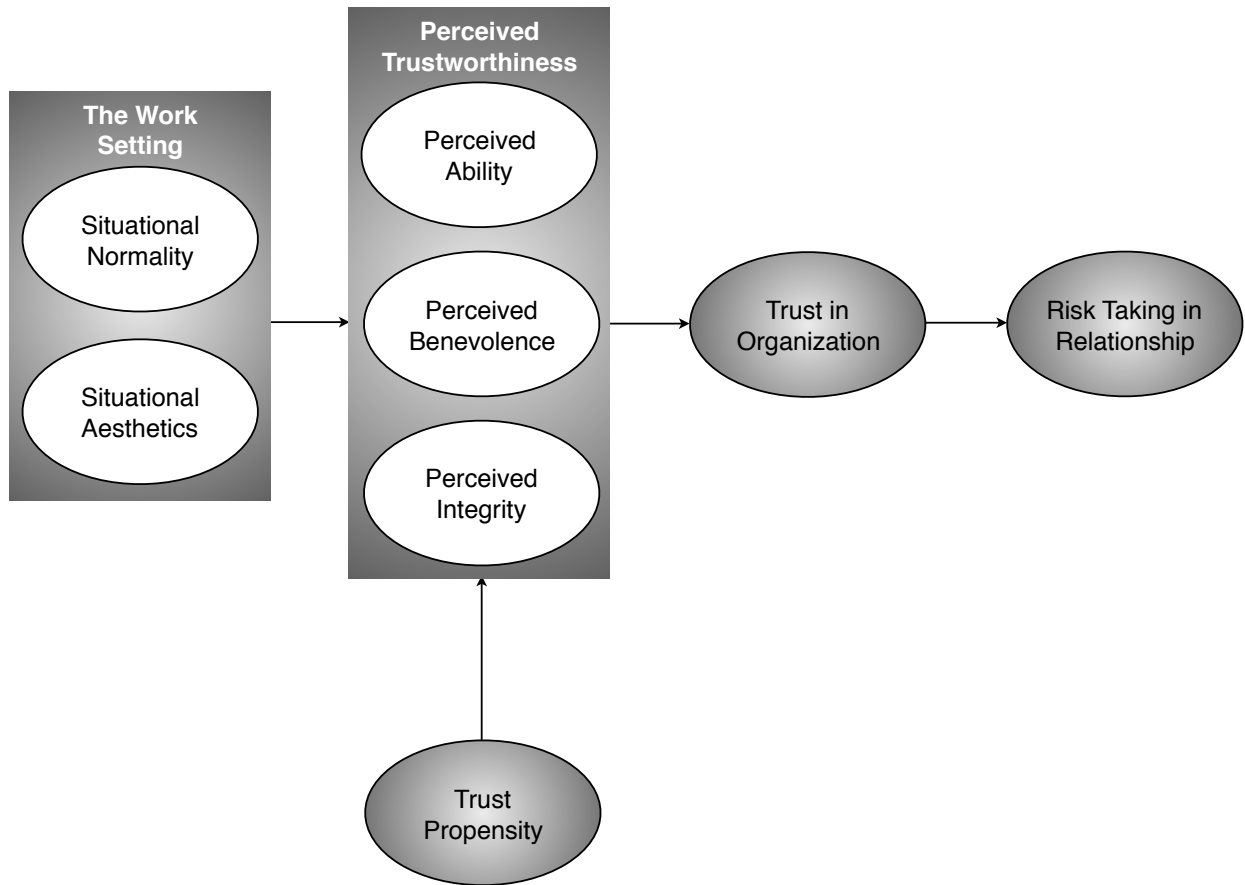 The Work
Setting
Situational
Normality
Situational
Aesthetics
Perceived
Trustworthiness
Perceived
Ability
Perceived
Benevolence
Perceived
Integrity
Trust in
Organization
Risk Taking in
Relationship
Trust
Propensity